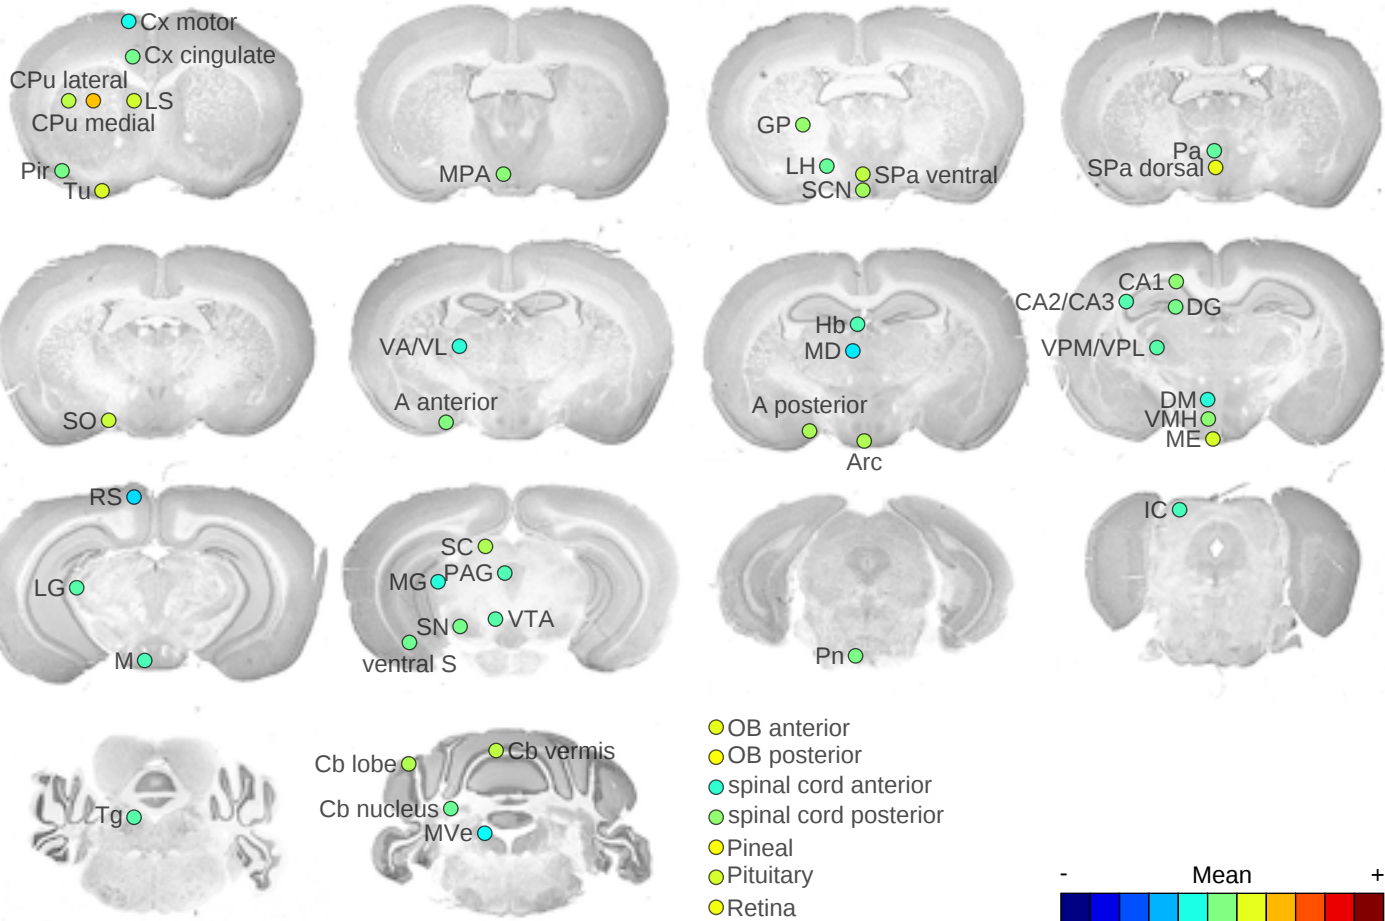 Cx motor
Cx cingulate
CPu lateral
LS
CPu medial
Pir
Tu
MPA
GP
LH
SPa ventral
SCN
Pa
SPa dorsal
SO
VA/VL
A anterior
Hb
MD
A posterior
Arc
CA1
CA2/CA3
DG
VPM/VPL
DM
VMH
ME
RS
LG
M
SC
PAG
MG
VTA
SN
ventral S
Pn
IC
Tg
Cb vermis
Cb lobe
Cb nucleus
MVe
OB anterior
OB posterior
spinal cord anterior
spinal cord posterior
Pineal
Pituitary
Retina
- Mean +